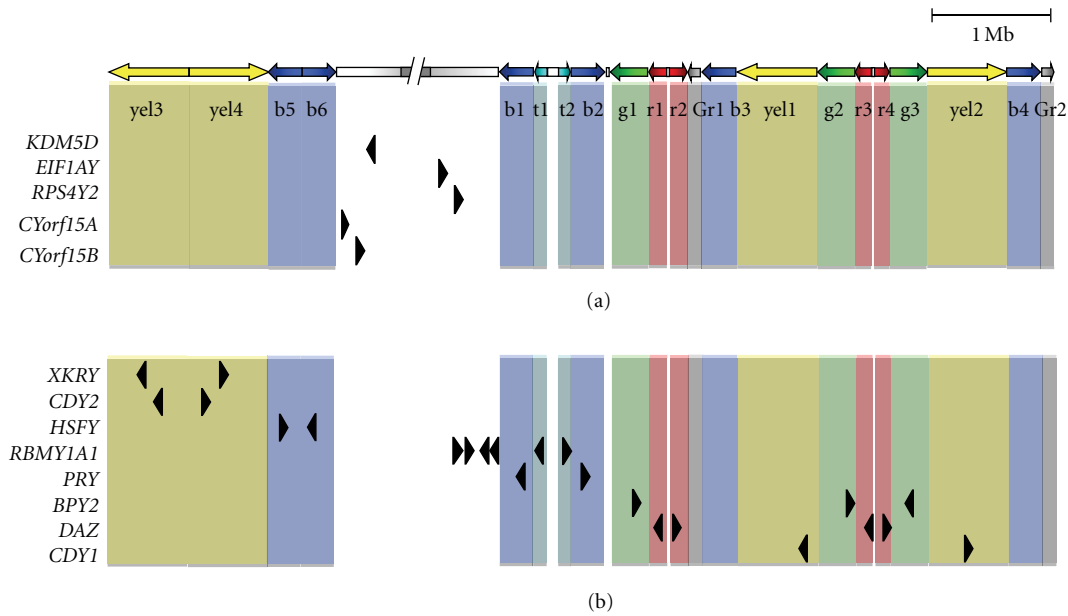 1 Mb
yel3 yel4 b5 b6 b1 t1 t2 b2 g1 r1 r2 Gr1 b3 yel1 g2 r3 r4 g3 yel2 b4 Gr2
KDM5D
EIF1AY
RPS4Y2
CYorf15A
CYorf15B
(a)
XKRY
CDY2
HSFY
RBMY1A1
PRY
BPY2
DAZ
CDY1
(b)